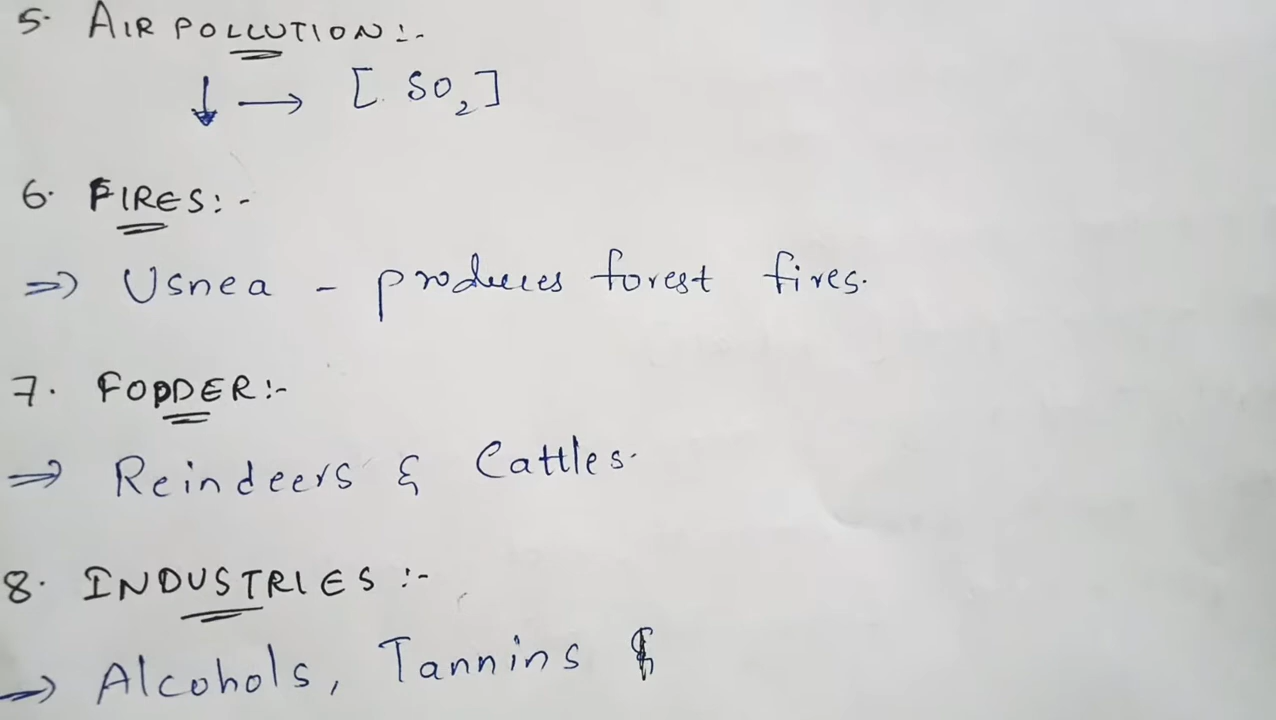 5. AIR POLLUTION :-
↓ → [ SO₂ ]
6. FIRES :-
⇒ Usnea - produces forest fires.
7. FODDER :-
⇒ Reindeers & Cattles.
8. INDUSTRIES :-
→ Alcohols, Tannins &